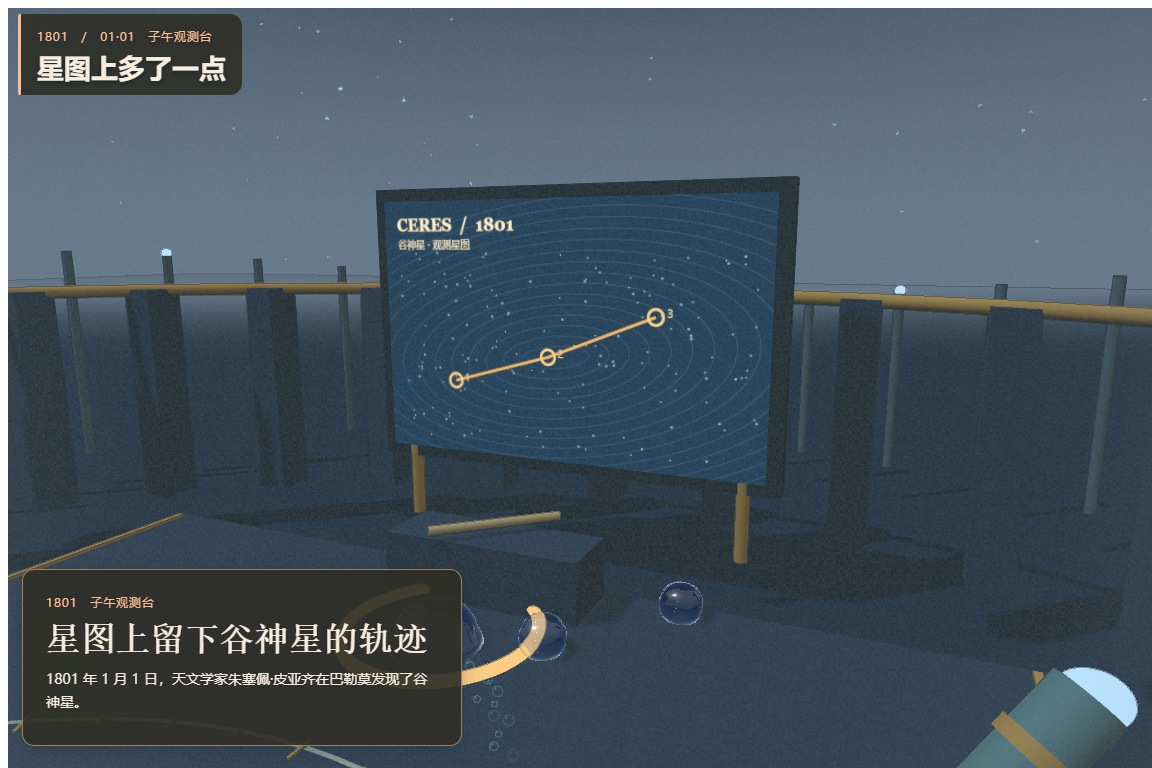 1801 / 01·01 子午观测台
星图上多了一点
CERES / 1801
谷神星 · 观测星图
3
2
1
1801 子午观测台
星图上留下谷神星的轨迹
1801 年 1 月 1 日，天文学家朱塞佩·皮亚齐在巴勒莫发现了谷
神星。